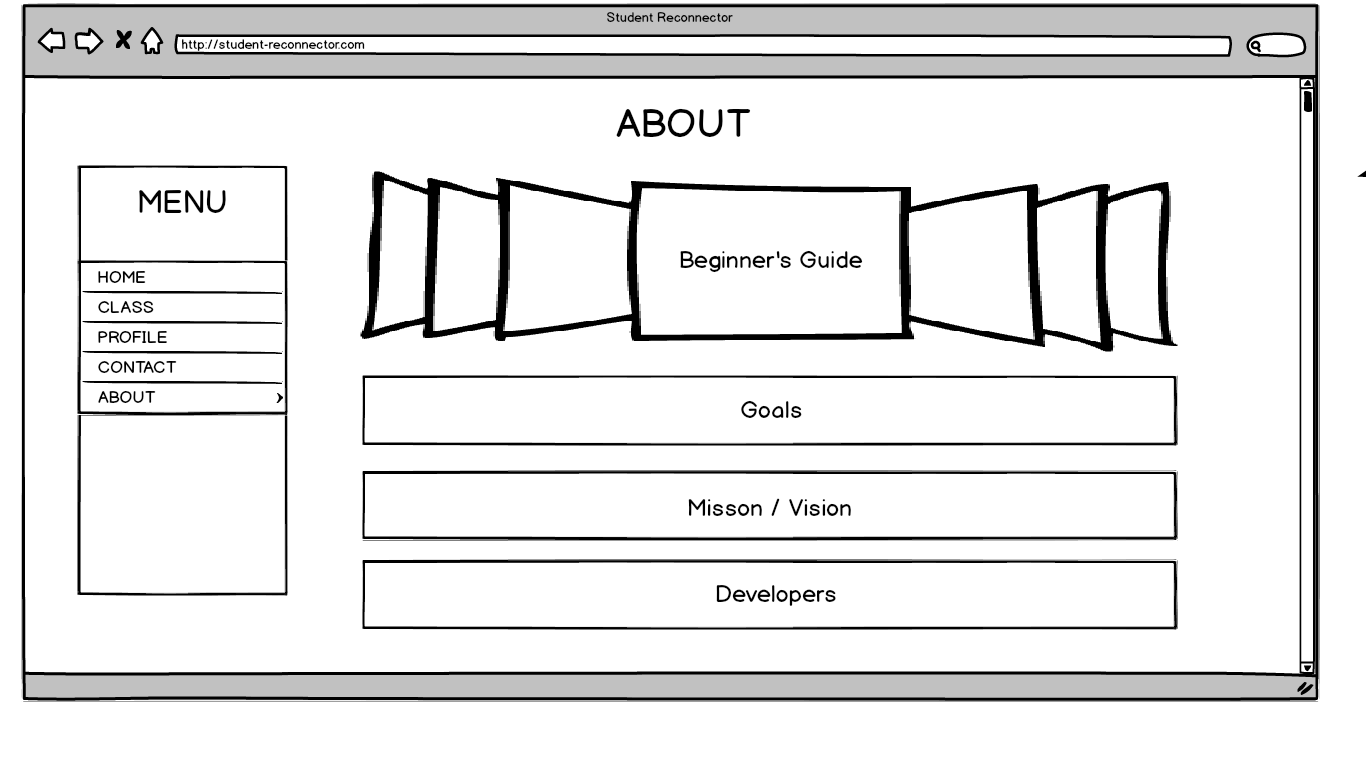 Student Reconnector
http://student-reconnector.com
ABOUT
MENU
HOME
CLASS
PROFILE
CONTACT
ABOUT
Beginner's Guide
Goals
Misson / Vision
Developers